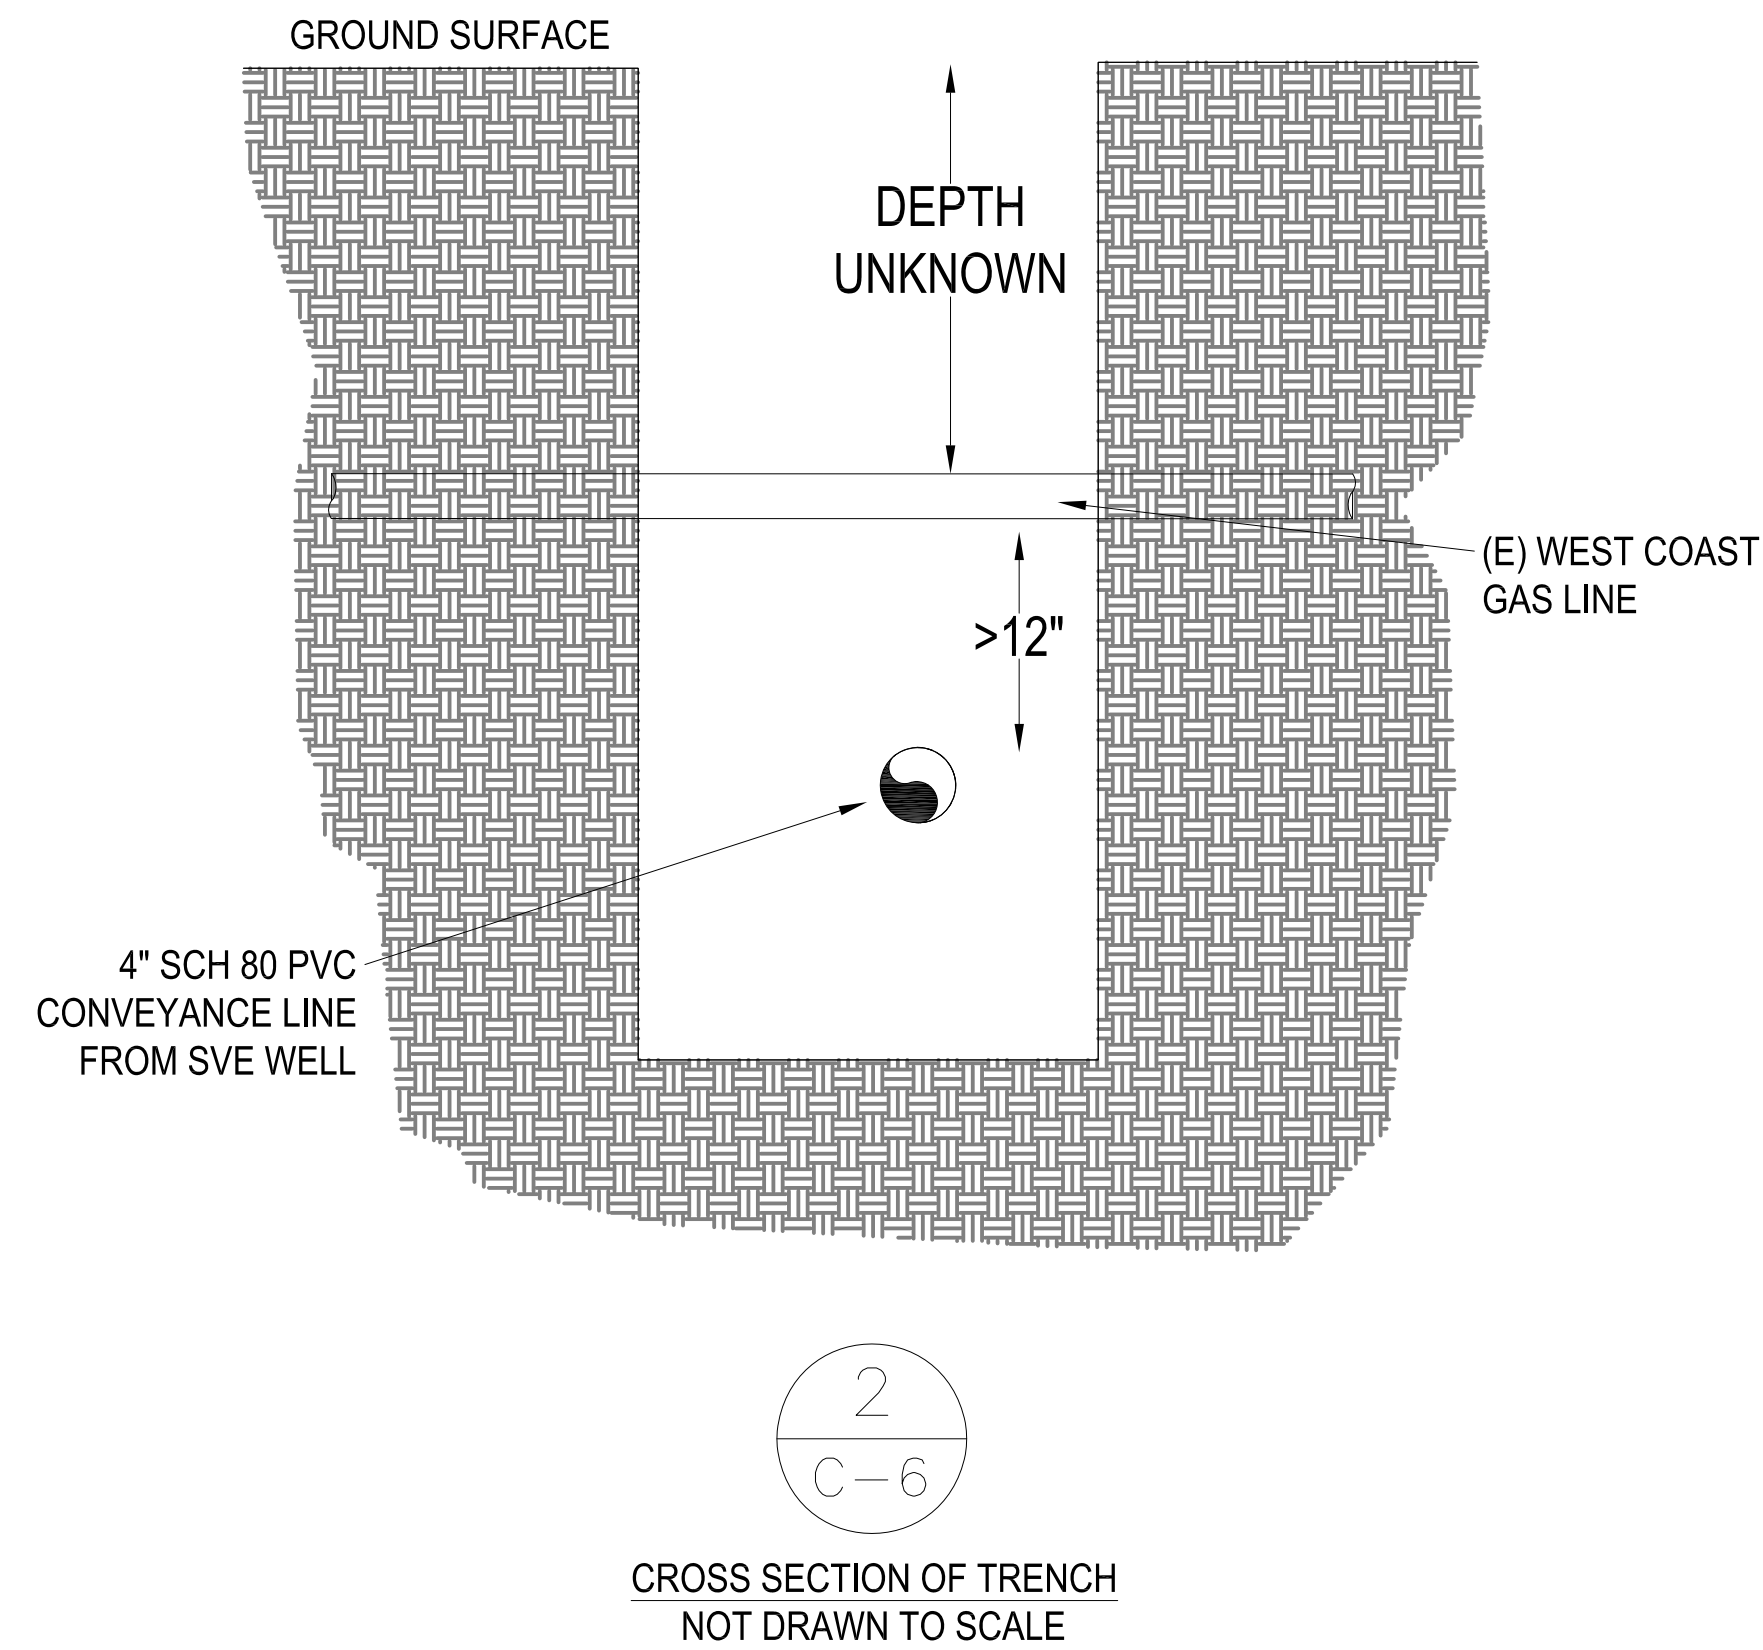 GROUND SURFACE
DEPTH
UNKNOWN
(E) WEST COAST
GAS LINE
>12"
4" SCH 80 PVC
CONVEYANCE LINE
FROM SVE WELL
2
C-6
CROSS SECTION OF TRENCH
NOT DRAWN TO SCALE